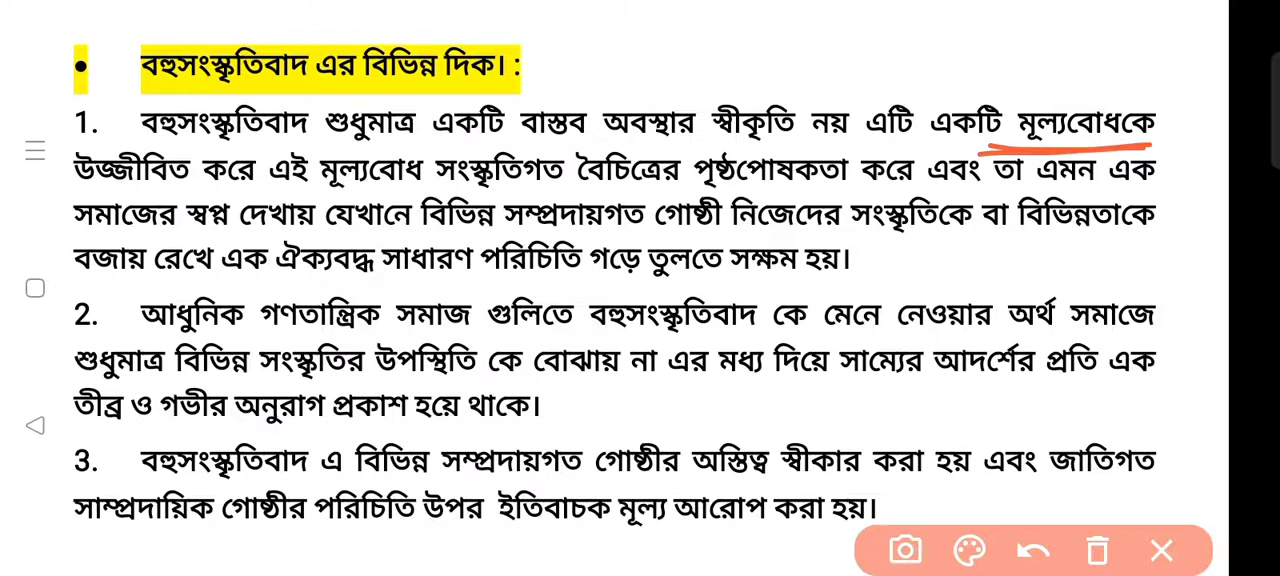 • বহুসংস্কৃতিবাদ এর বিভিন্ন দিক। :
1. বহুসংস্কৃতিবাদ শুধুমাত্র একটি বাস্তব অবস্থার স্বীকৃতি নয় এটি একটি মূল্যবোধকে
উজ্জীবিত করে এই মূল্যবোধ সংস্কৃতিগত বৈচিত্রের পৃষ্ঠপোষকতা করে এবং তা এমন এক
সমাজের স্বপ্ন দেখায় যেখানে বিভিন্ন সম্প্রদায়গত গোষ্ঠী নিজেদের সংস্কৃতিকে বা বিভিন্নতাকে
বজায় রেখে এক ঐক্যবদ্ধ সাধারণ পরিচিতি গড়ে তুলতে সক্ষম হয়।
2. আধুনিক গণতান্ত্রিক সমাজ গুলিতে বহুসংস্কৃতিবাদ কে মেনে নেওয়ার অর্থ সমাজে
শুধুমাত্র বিভিন্ন সংস্কৃতির উপস্থিতি কে বোঝায় না এর মধ্য দিয়ে সাম্যের আদর্শের প্রতি এক
তীব্র ও গভীর অনুরাগ প্রকাশ হয়ে থাকে।
3. বহুসংস্কৃতিবাদ এ বিভিন্ন সম্প্রদায়গত গোষ্ঠীর অস্তিত্ব স্বীকার করা হয় এবং জাতিগত
সাম্প্রদায়িক গোষ্ঠীর পরিচিতি উপর ইতিবাচক মূল্য আরোপ করা হয়।